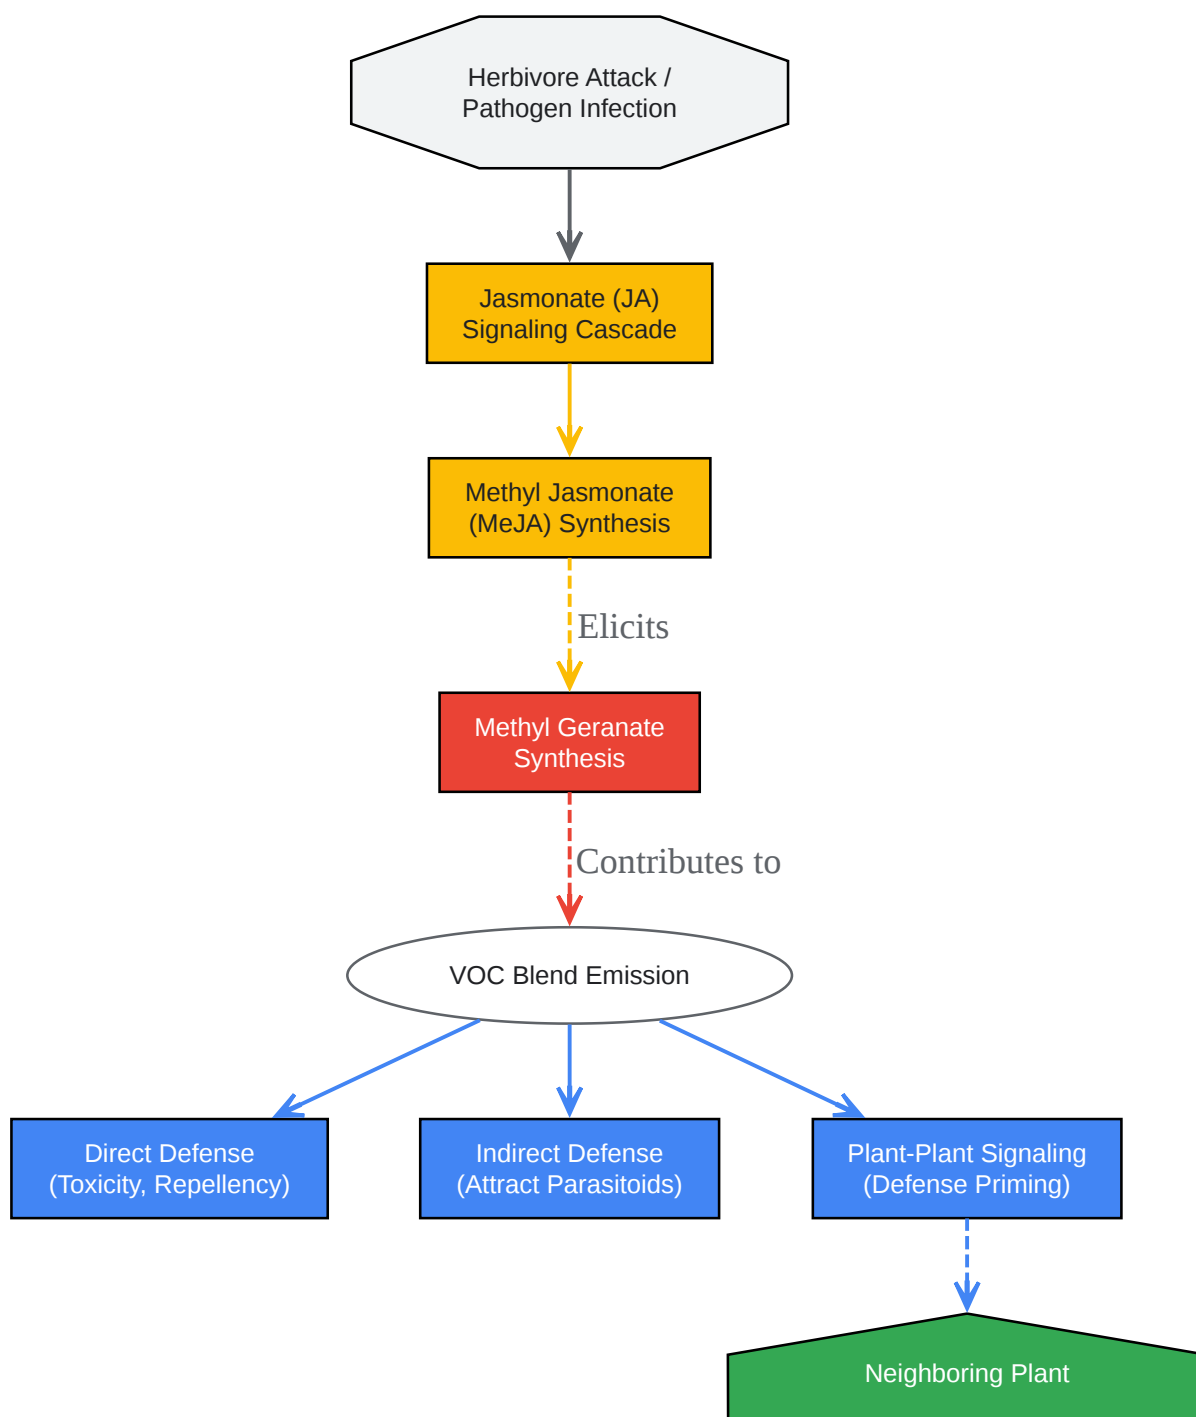 Herbivore Attack /
Pathogen Infection
Jasmonate (JA)
Signaling Cascade
Methyl Jasmonate
(MeJA) Synthesis
Elicits
Methyl Geranate
Synthesis
Contributes to
VOC Blend Emission
Direct Defense
(Toxicity, Repellency)
Indirect Defense
(Attract Parasitoids)
Plant-Plant Signaling
(Defense Priming)
Neighboring Plant